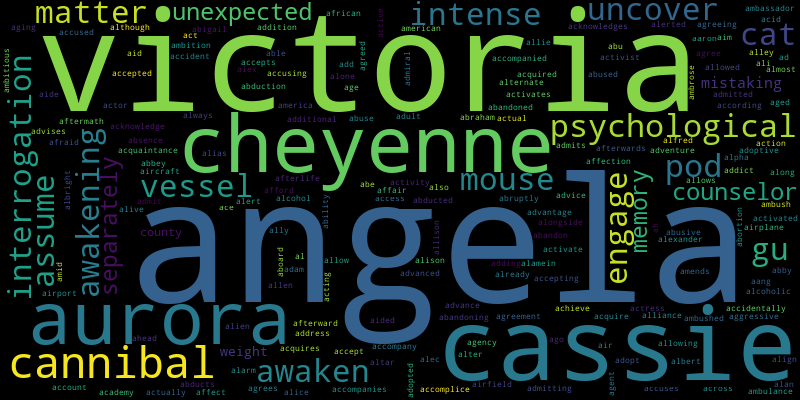 matter unexpected intense uncover cat
victoria
cheyenne psychological
mistaking
interrogation
assume
awakening
separately
vessel mouse pod counselor
engage
memory
angela
gu
aurora cassie
cannibal awaken
weight
county
aging accused although abigail african
act ambition addition active
aid accident able american allie
accepted accepts add agreed accompanied
aide actor alex accusing alone admiral acquired
abduction age alternate
always america activates
aftermath additional abuse adult abandoned
advises acknowledge abraham actual
afraid absence acquaintance
abbey alias admits afterwards
aircraft afterlife abe activity affection
albright admit afford affair also abruptly advice
alive ace alcohol access abducted advantage
alert ability alongside
ally allison abandon activate
amid aboard al allow alison alamein
adam advanced adding already accepting
airport allen acting
alien afterward aided advance achieve actress
ahead address abandoning agreement acquire alliance allowing
acquires accept accompany agency ago air
alarm altar alec alter adopt albert
account abducts agrees alice accompanies adopted accomplice airfield agent accuses across alan
academy actually affect admitting ambulance
acknowledges alerted agreeing ambassador
abu aaron aim acid
activist agree alley ad
abused allowed ali almost
ambrose admitted according aged
alfred action
adventure adoptive
alpha addict along
allows ambush
abortion activated
ab abusive airplane
alexander abby
amends aang
alcoholic
accidentally
ambushed aggressive
align
ambitious